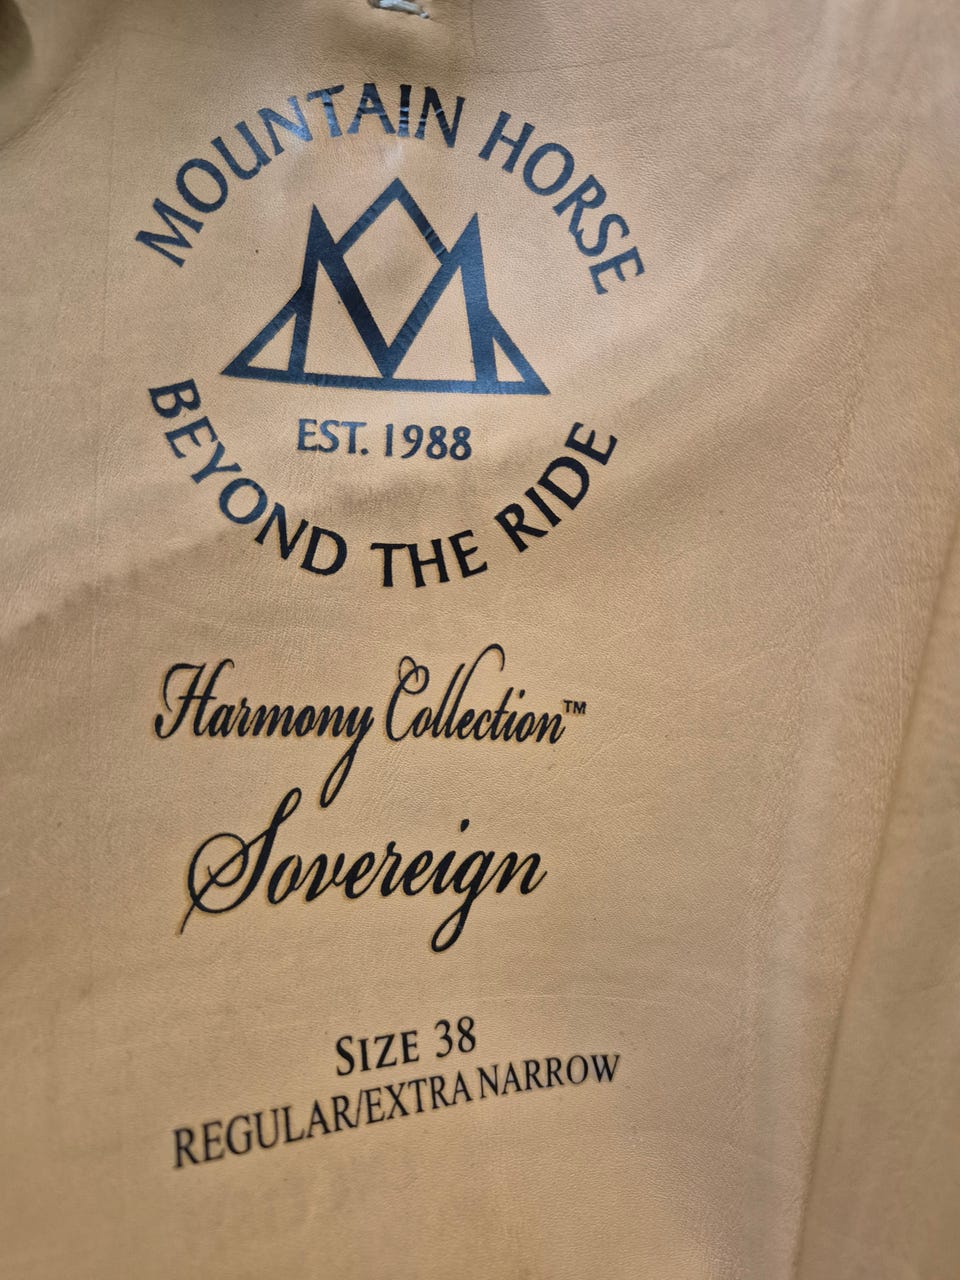 MOUNTAIN HORSE
EST. 1988
BEYOND THE RIDE
Harmony Collection™
Sovereign
SIZE 38
REGULAR/EXTRA NARROW